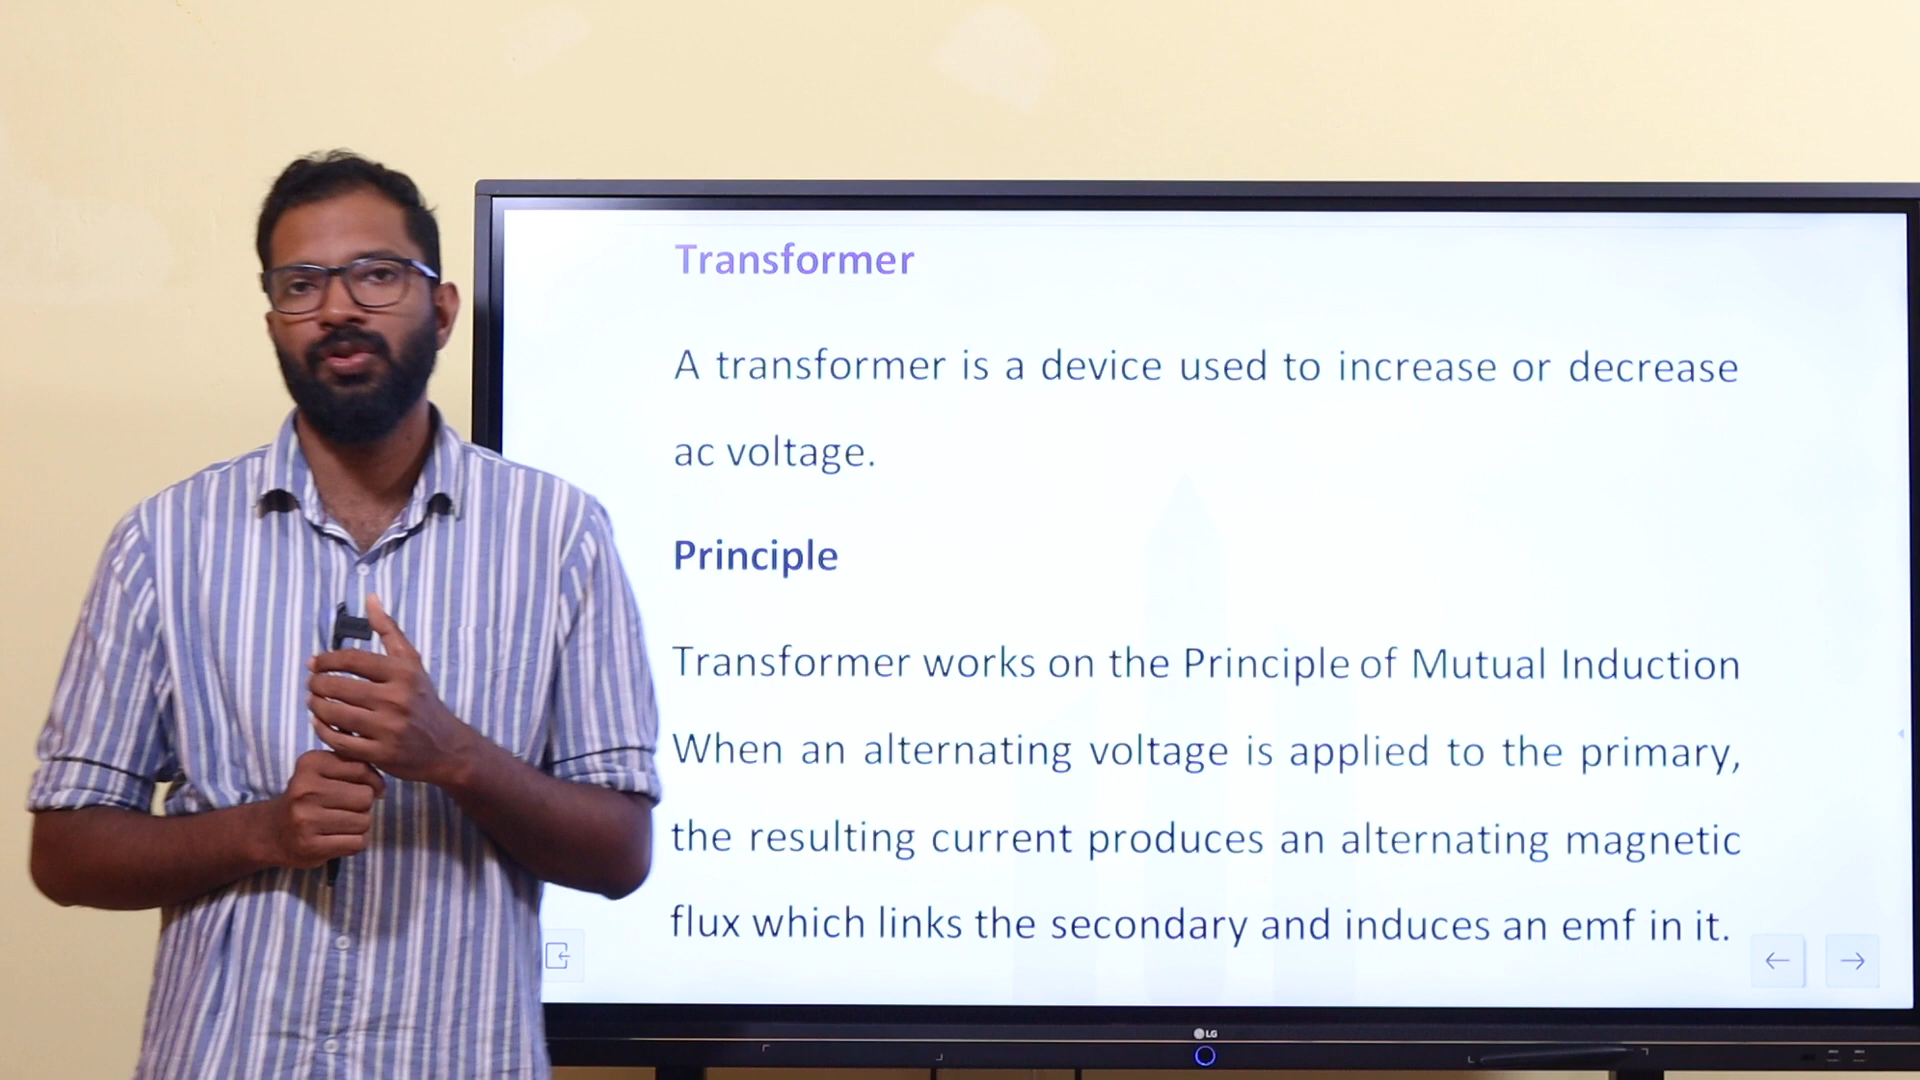 Transformer
A transformer is a device used to increase or decrease
ac voltage.
Principle
Transformer works on the Principle of Mutual Induction
When an alternating voltage is applied to the primary,
the resulting current produces an alternating magnetic
flux which links the secondary and induces an emf in it.
LG